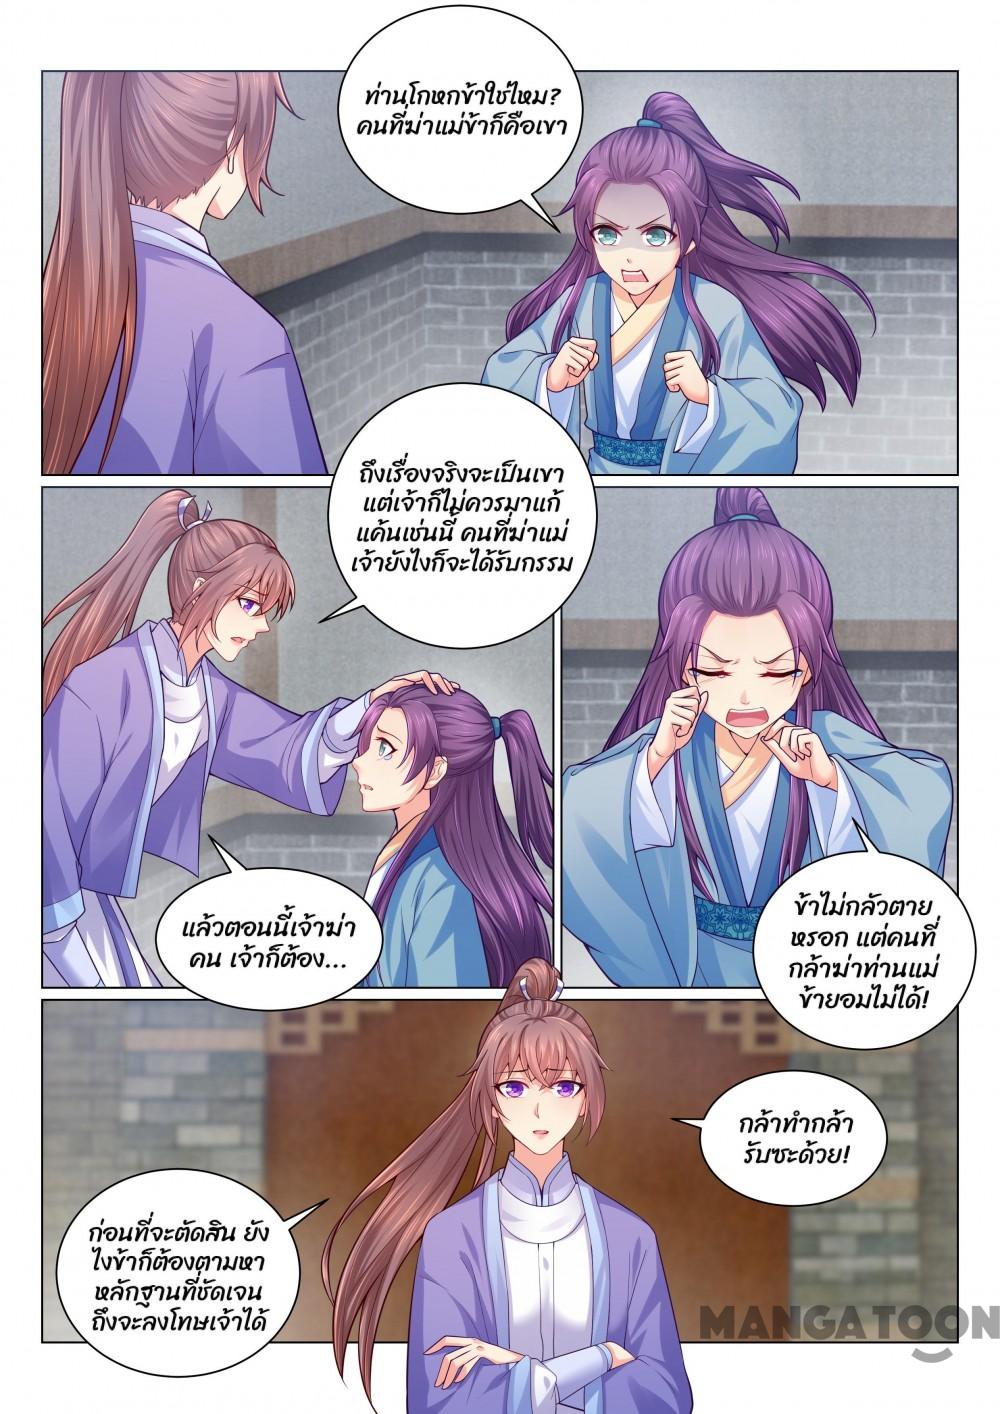 ท่านโกหกข้าใช่ไหม?
คนที่ฆ่าแม่ข้าก็คือเขา
ถึงเรื่องจริงจะเป็นเขา
แต่เจ้าก็ไม่ควรมาแก้
แค้นเช่นนี้ คนที่ฆ่าแม่
เจ้ายังไงก็จะได้รับกรรม
แล้วตอนนี้เจ้าฆ่า
คน เจ้าก็ต้อง...
ข้าไม่กลัวตาย
หรอก แต่คนที่
กล้าฆ่าท่านแม่
ข้ายอมไม่ได้!
กล้าทำกล้า
รับซะด้วย!
ก่อนที่จะตัดสิน ยัง
ไงข้าก็ต้องตามหา
หลักฐานที่ชัดเจน
ถึงจะลงโทษเจ้าได้
MANGATOON